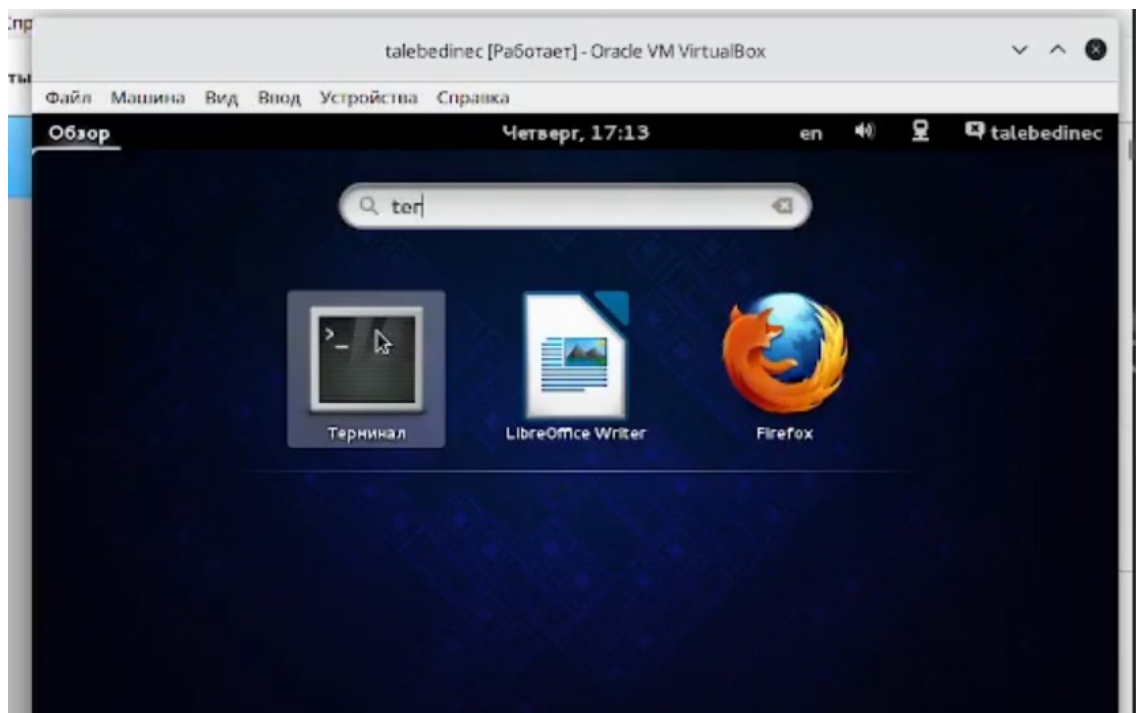 talebedinec [Работает] - Oracle VM VirtualBox
Файл Машина Вид Ввод Устройства Справка
Обзор Четверг, 17:13 en talebedinec
ter
Терминал LibreOffice Writer Firefox